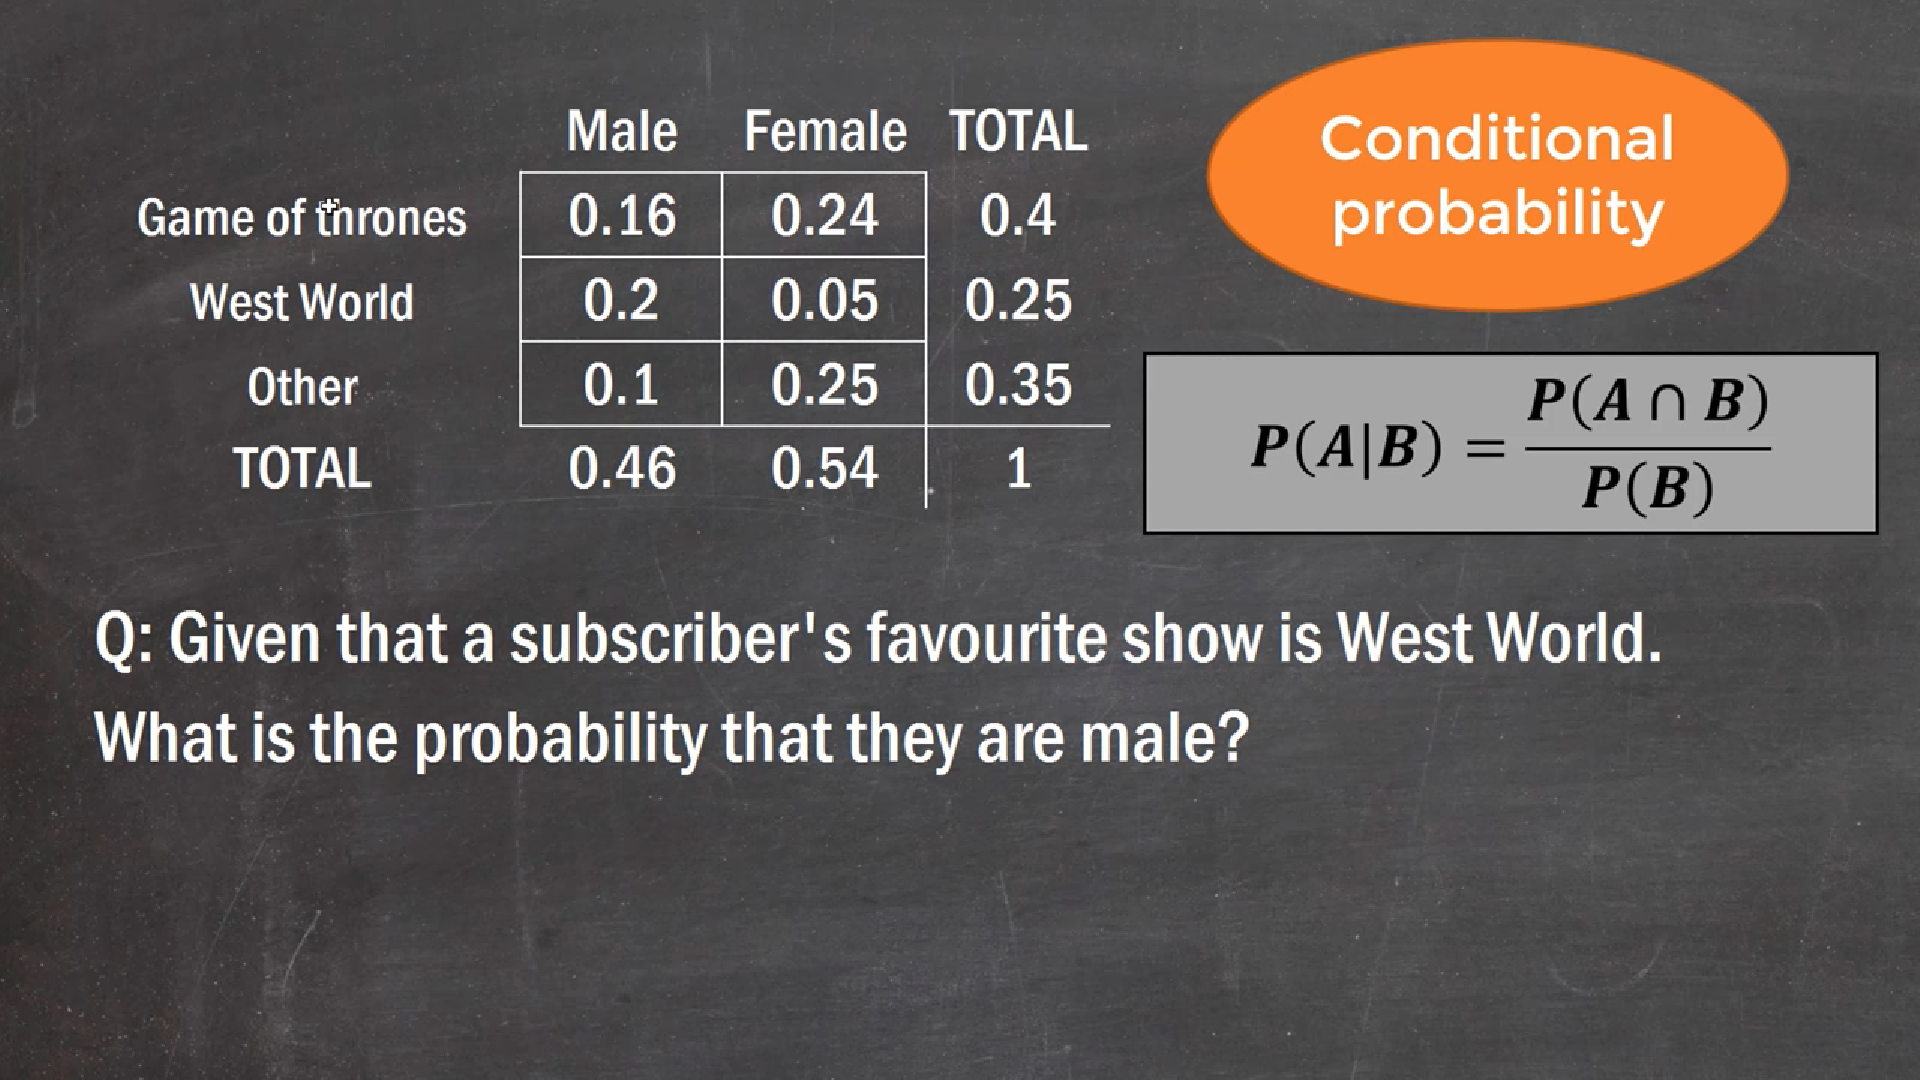 Male Female TOTAL
Game of thrones 0.16 0.24 0.4
West World 0.2 0.05 0.25
Other 0.1 0.25 0.35
TOTAL 0.46 0.54 1
Conditional
probability
P(A|B) = P(A ∩ B) / P(B)
Q: Given that a subscriber's favourite show is West World.
What is the probability that they are male?